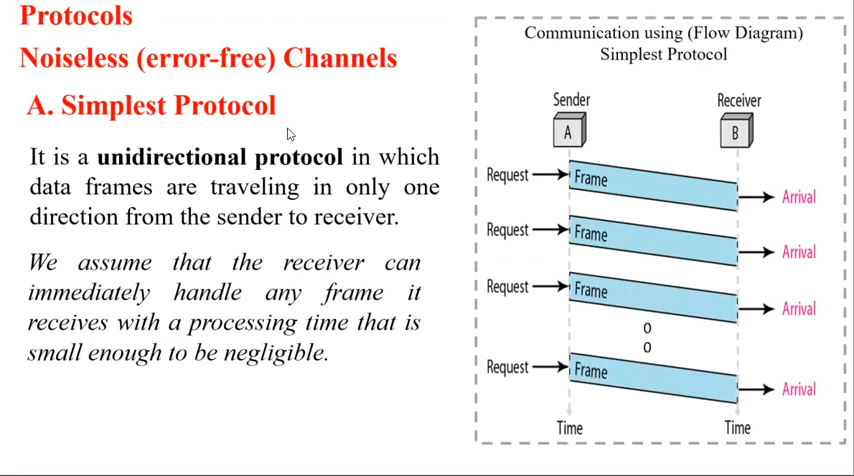 Protocols
Noiseless (error-free) Channels
A. Simplest Protocol
It is a unidirectional protocol in which
data frames are traveling in only one
direction from the sender to receiver.
We assume that the receiver can
immediately handle any frame it
receives with a processing time that is
small enough to be negligible.
Communication using (Flow Diagram)
Simplest Protocol
Sender Receiver
A B
Request Frame
Arrival
Request Frame
Arrival
Request Frame
Arrival
o
o
Request Frame
Arrival
Time Time